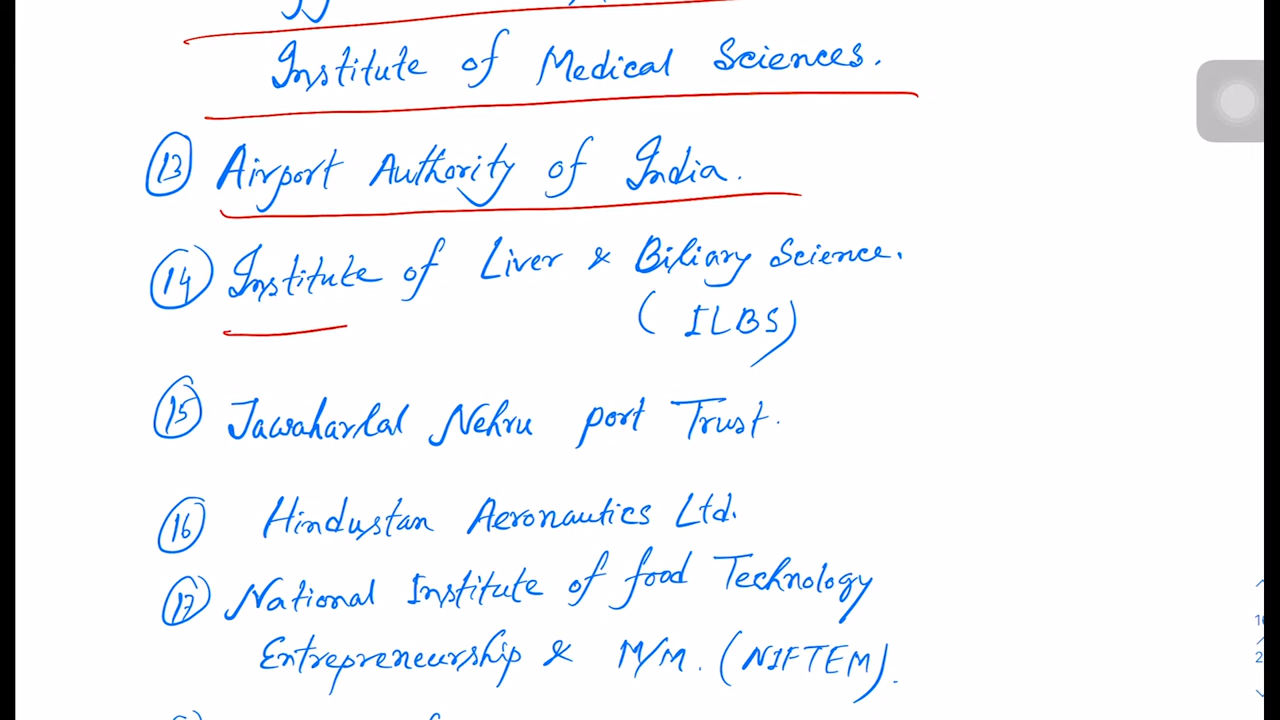 Institute of Medical Sciences.
13 Airport Authority of India.
14 Institute of Liver & Biliary Science.
(ILBS)
15 Jawaharlal Nehru port Trust.
16 Hindustan Aeronautics Ltd.
17 National Institute of food Technology
Entrepreneurship & M/M. (NIFTEM).